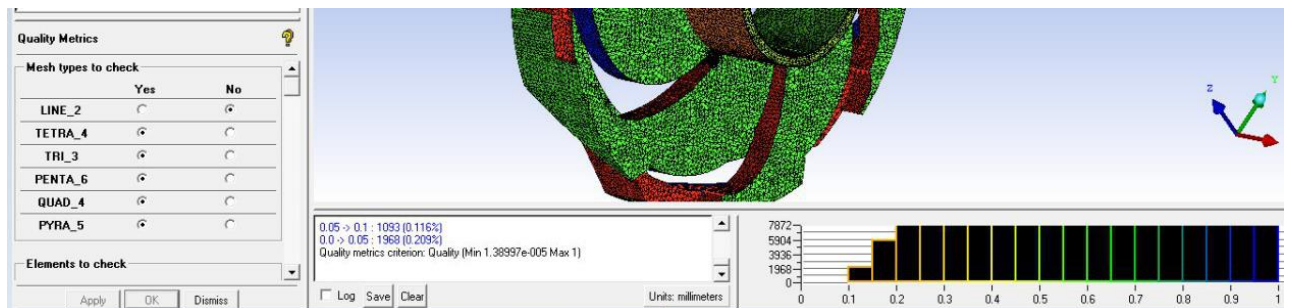 Quality Metrics
Mesh types to check
Yes No
LINE_2
TETRA_4
TRI_3
PENTA_6
QUAD_4
PYRA_5
Elements to check
Apply OK Dismiss
0.05 -> 0.1 : 1093 (0.116%)
0.0 -> 0.05 : 1968 (0.209%)
Quality metrics criterion: Quality (Min 1.38997e-005 Max 1)
Log Save Clear Units: millimeters
Z Y
7872
5904
3936
1968
0
0 0.1 0.2 0.3 0.4 0.5 0.6 0.7 0.8 0.9 1